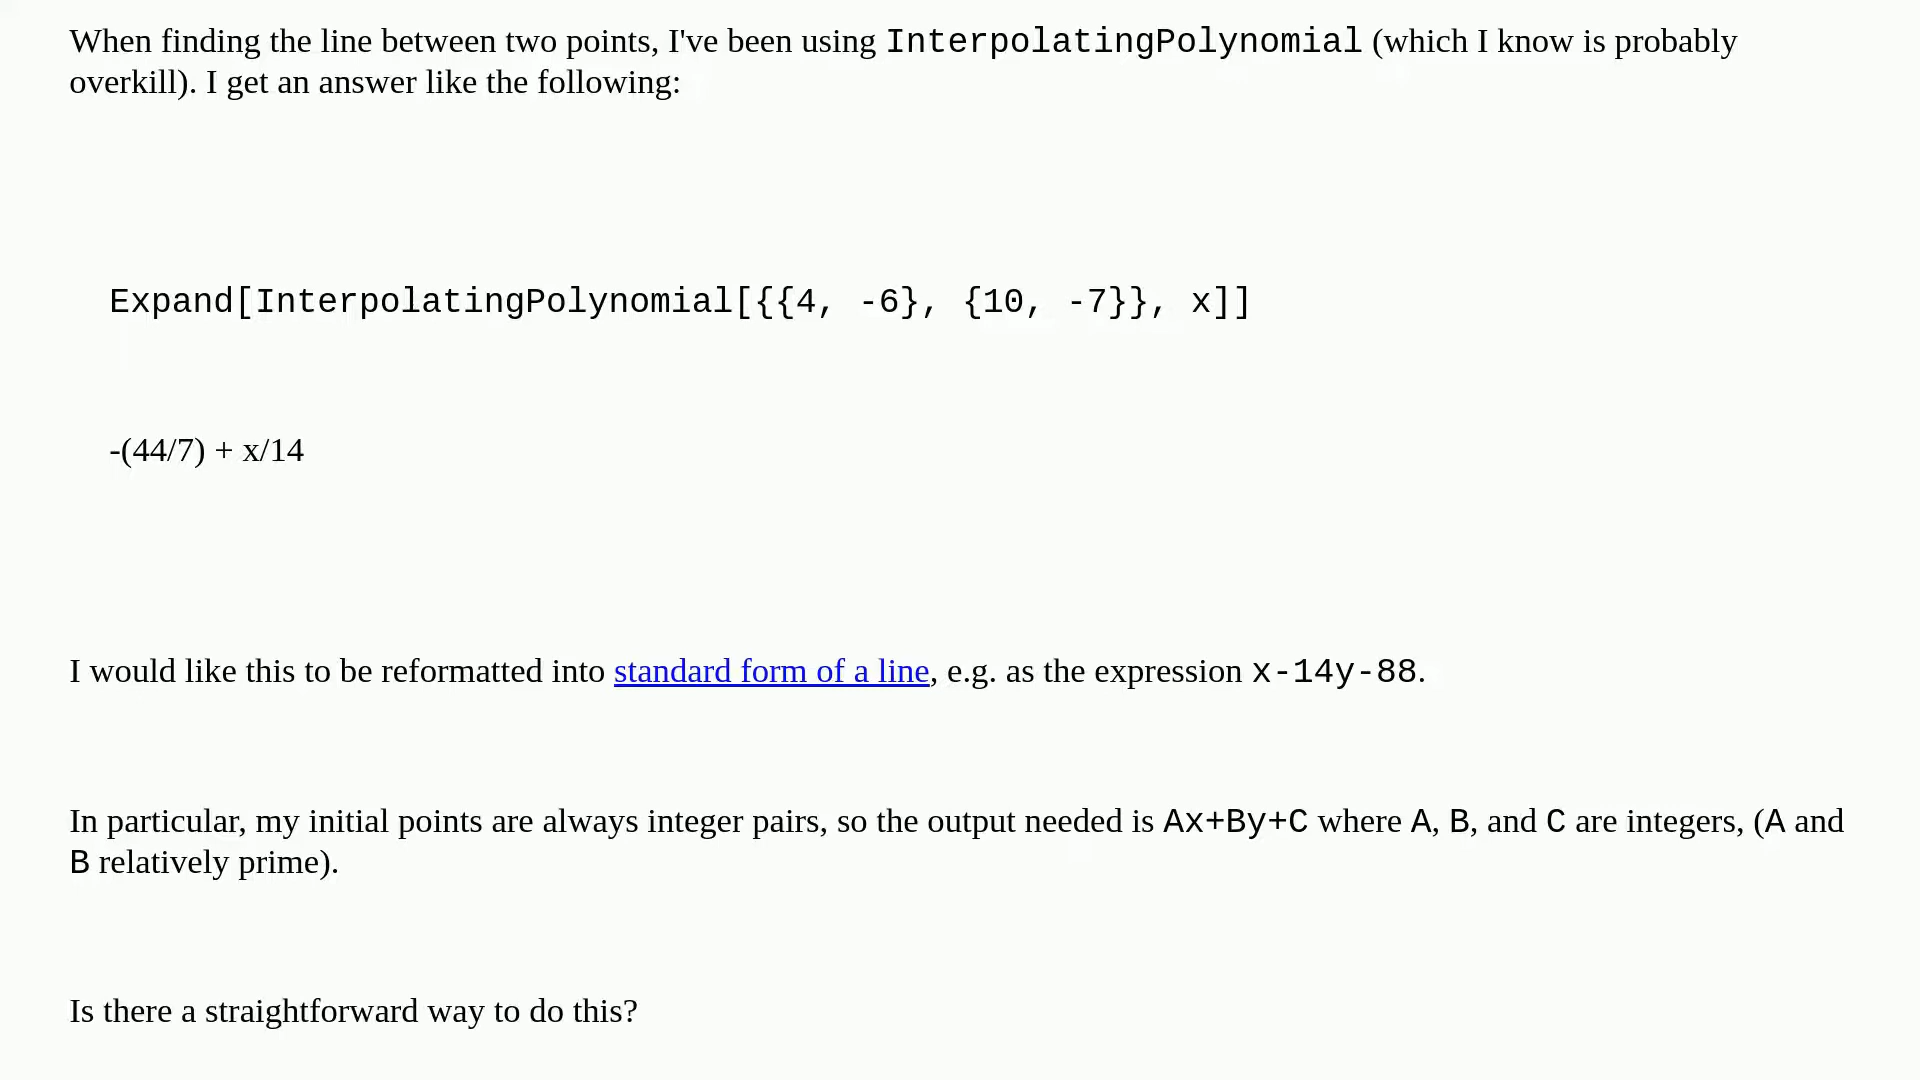 When finding the line between two points, I've been using InterpolatingPolynomial (which I know is probably
overkill). I get an answer like the following:
Expand[InterpolatingPolynomial[{{4, -6}, {10, -7}}, x]]
-(44/7) + x/14
I would like this to be reformatted into standard form of a line, e.g. as the expression x-14y-88.
In particular, my initial points are always integer pairs, so the output needed is Ax+By+C where A, B, and C are integers, (A and
B relatively prime).
Is there a straightforward way to do this?